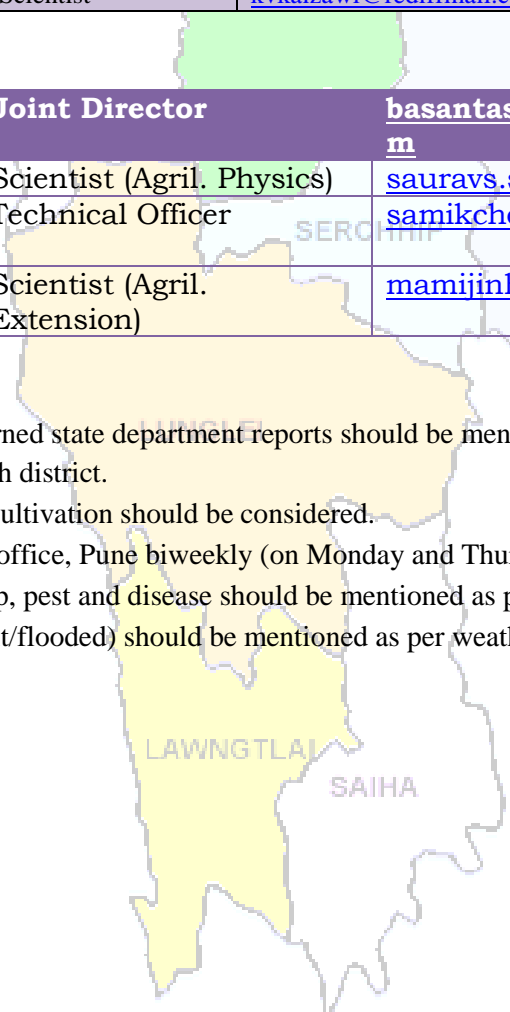 Scientist
Joint Director basantas
m
Scientist (Agril. Physics) sauravs.s
Technical Officer samikch
SERCHHIP
Scientist (Agril. mamijin
Extension)
LUNGLEI
rned state department reports should be men
h district.
ultivation should be considered.
office, Pune biweekly (on Monday and Thu
p, pest and disease should be mentioned as p
t/flooded) should be mentioned as per weat
LAWNGTLAI
SAIHA